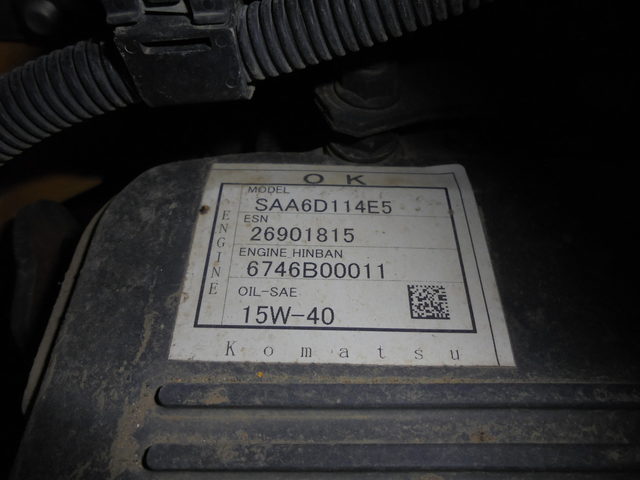 OK
ENGINE
MODEL
SAA6D114E5
ESN
26901815
ENGINE HINBAN
6746B00011
OIL-SAE
15W-40
Komatsu